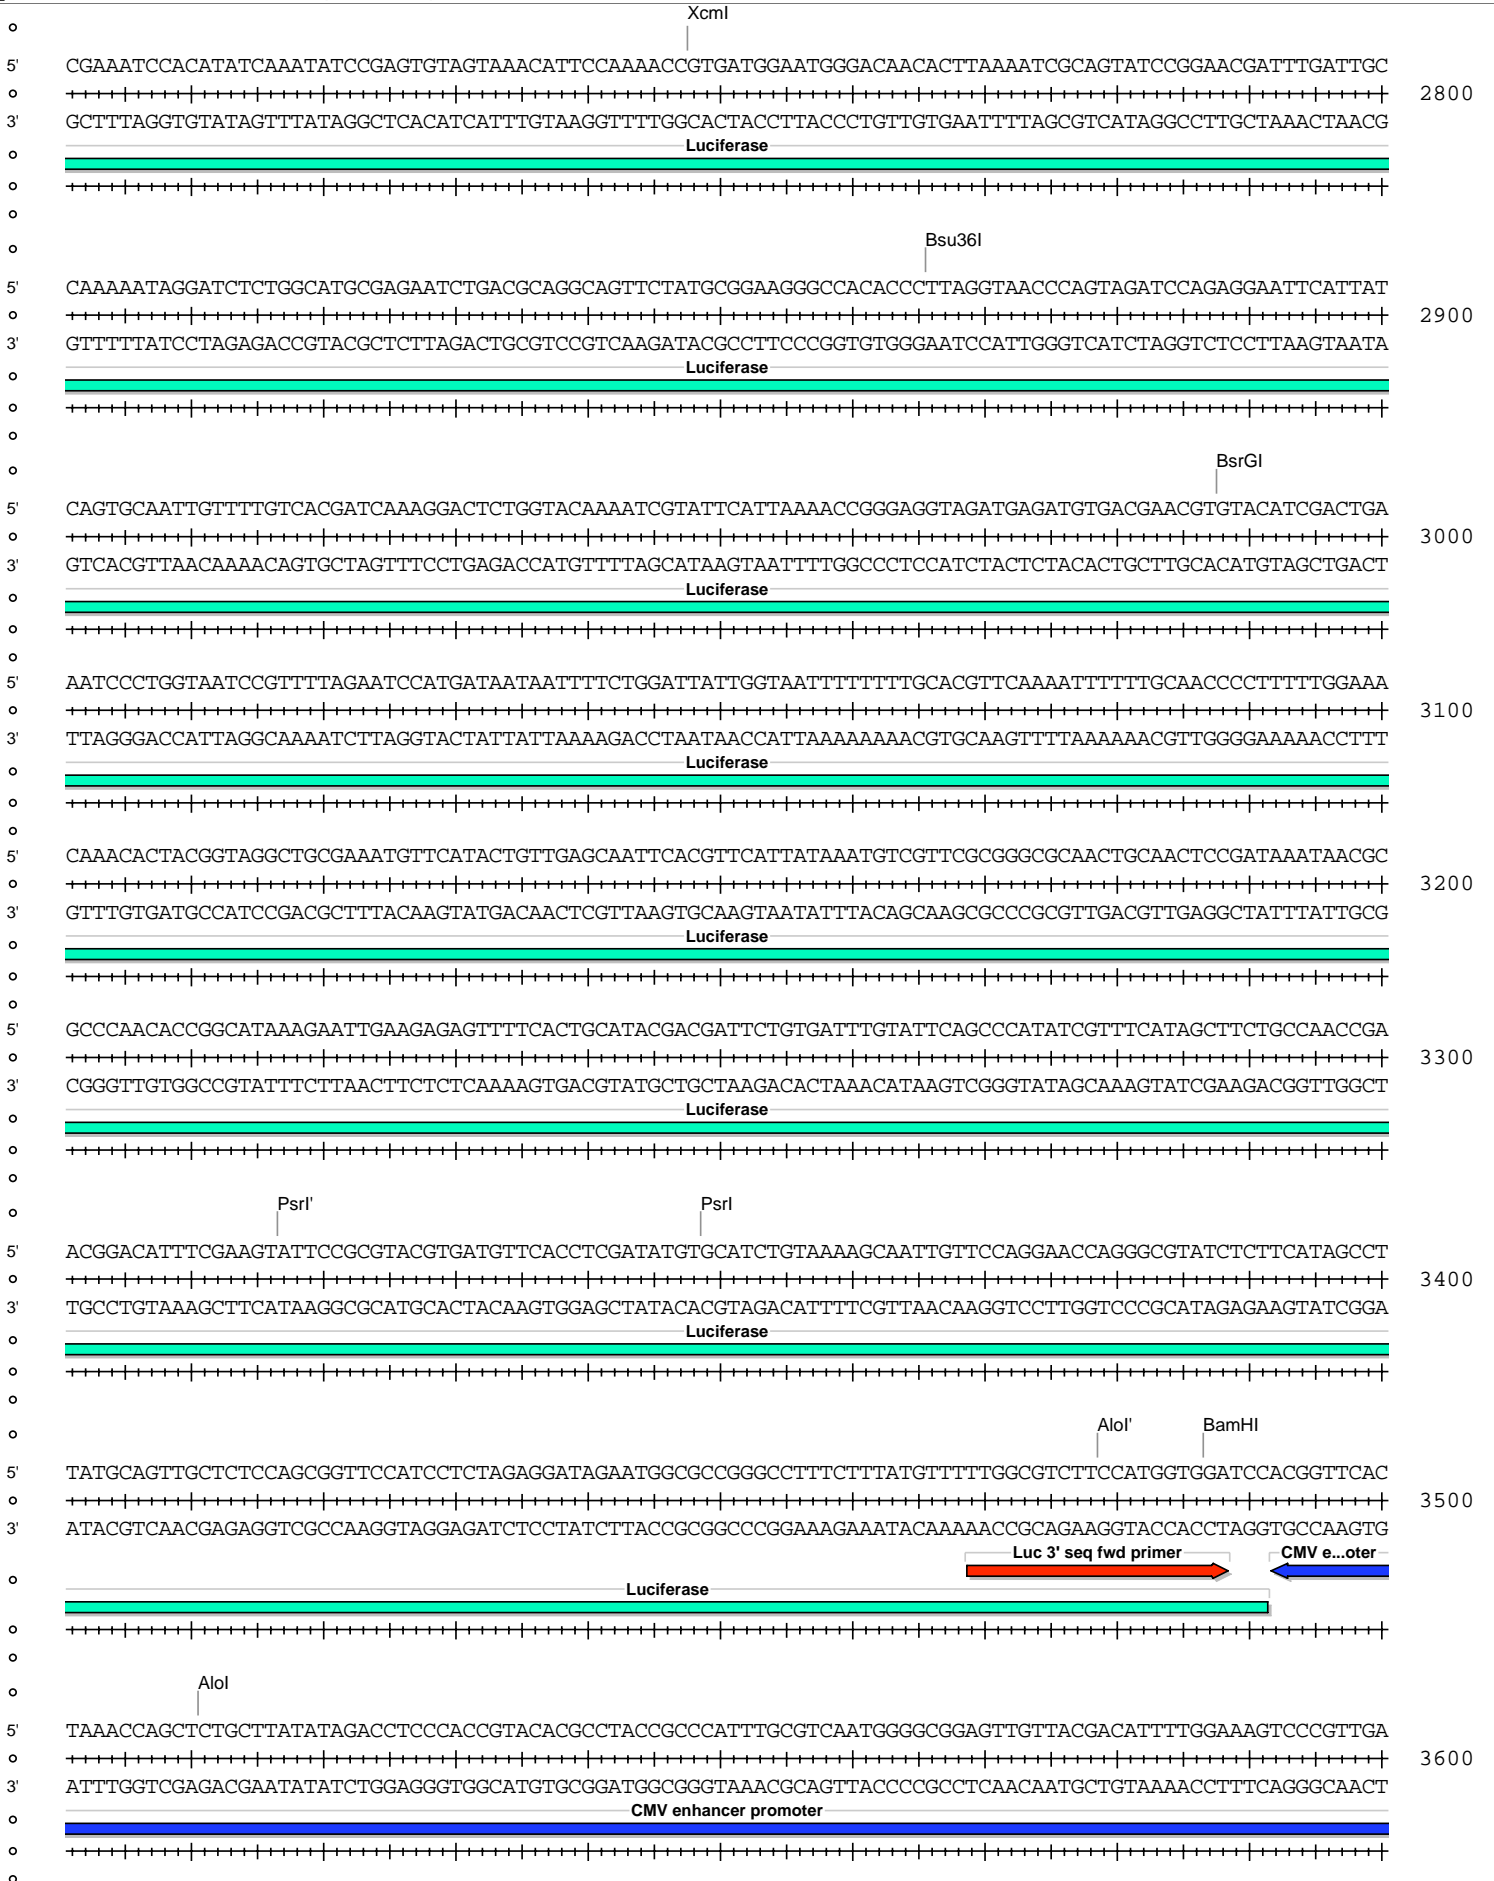 XcmI
5' CGAAATCCACATATCAAATATCCGAGTGTAGTAAACATTCCAAAACCGTGATGGAATGGGACAACACTTAAAATCGCAGTATCCGGAACGATTTGATTGC
2800
3' GCTTTAGGTGTATAGTTTATAGGCTCACATCATTTGTAAGGTTTTGGCACTACCTTACCCTGTTGTGAATTTTAGCGTCATAGGCCTTGCTAAACTAACG
Luciferase
Bsu36I
5' CAAAAATAGGATCTCTGGCATGCGAGAATCTGACGCAGGCAGTTCTATGCGGAAGGGCCACACCCTTAGGTAACCCAGTAGATCCAGAGGAATTCATTAT
2900
3' GTTTTTATCCTAGAGACCGTACGCTCTTAGACTGCGTCCGTCAAGATACGCCTTCCCGGTGTGGGAATCCATTGGGTCATCTAGGTCTCCTTAAGTAATA
Luciferase
BsrGI
5' CAGTGCAATTGTTTTGTCACGATCAAAGGACTCTGGTACAAAATCGTATTCATTAAAACCGGGAGGTAGATGAGATGTGACGAACGTGTACATCGACTGA
3000
3' GTCACGTTAACAAAACAGTGCTAGTTTCCTGAGACCATGTTTTAGCATAAGTAATTTTGGCCCTCCATCTACTCTACACTGCTTGCACATGTAGCTGACT
Luciferase
5' AATCCCTGGTAATCCGTTTTAGAATCCATGATAATAATTTTCTGGATTATTGGTAATTTTTTTTGCACGTTCAAAATTTTTTGCAACCCCTTTTTGGAAA
3100
3' TTAGGGACCATTAGGCAAAATCTTAGGTACTATTATTAAAAGACCTAATAACCATTAAAAAAAACGTGCAAGTTTTAAAAAACGTTGGGGAAAAACCTTT
Luciferase
5' CAAACACTACGGTAGGCTGCGAAATGTTCATACTGTTGAGCAATTCACGTTCATTATAAATGTCGTTCGCGGGCGCAACTGCAACTCCGATAAATAACGC
3200
3' GTTTGTGATGCCATCCGACGCTTTACAAGTATGACAACTCGTTAAGTGCAAGTAATATTTACAGCAAGCGCCCGCGTTGACGTTGAGGCTATTTATTGCG
Luciferase
5' GCCCAACACCGGCATAAAGAATTGAAGAGAGTTTTCACTGCATACGACGATTCTGTGATTTGTATTCAGCCCATATCGTTTCATAGCTTCTGCCAACCGA
3300
3' CGGGTTGTGGCCGTATTTCTTAACTTCTCTCAAAAGTGACGTATGCTGCTAAGACACTAAACATAAGTCGGGTATAGCAAAGTATCGAAGACGGTTGGCT
Luciferase
PsrI' PsrI
5' ACGGACATTTCGAAGTATTCCGCGTACGTGATGTTCACCTCGATATGTGCATCTGTAAAAGCAATTGTTCCAGGAACCAGGGCGTATCTCTTCATAGCCT
3400
3' TGCCTGTAAAGCTTCATAAGGCGCATGCACTACAAGTGGAGCTATACACGTAGACATTTTCGTTAACAAGGTCCTTGGTCCCGCATAGAGAAGTATCGGA
Luciferase
AloI' BamHI
5' TATGCAGTTGCTCTCCAGCGGTTCCATCCTCTAGAGGATAGAATGGCGCCGGGCCTTTCTTTATGTTTTTGGCGTCTTCCATGGTGGATCCACGGTTCAC
3500
3' ATACGTCAACGAGAGGTCGCCAAGGTAGGAGATCTCCTATCTTACCGCGGCCCGGAAAGAAATACAAAAACCGCAGAAGGTACCACCTAGGTGCCAAGTG
Luc 3' seq fwd primer CMV e...oter
Luciferase
AloI
5' TAAACCAGCTCTGCTTATATAGACCTCCCACCGTACACGCCTACCGCCCATTTGCGTCAATGGGGCGGAGTTGTTACGACATTTTGGAAAGTCCCGTTGA
3600
3' ATTTGGTCGAGACGAATATATCTGGAGGGTGGCATGTGCGGATGGCGGGTAAACGCAGTTACCCCGCCTCAACAATGCTGTAAAACCTTTCAGGGCAACT
CMV enhancer promoter